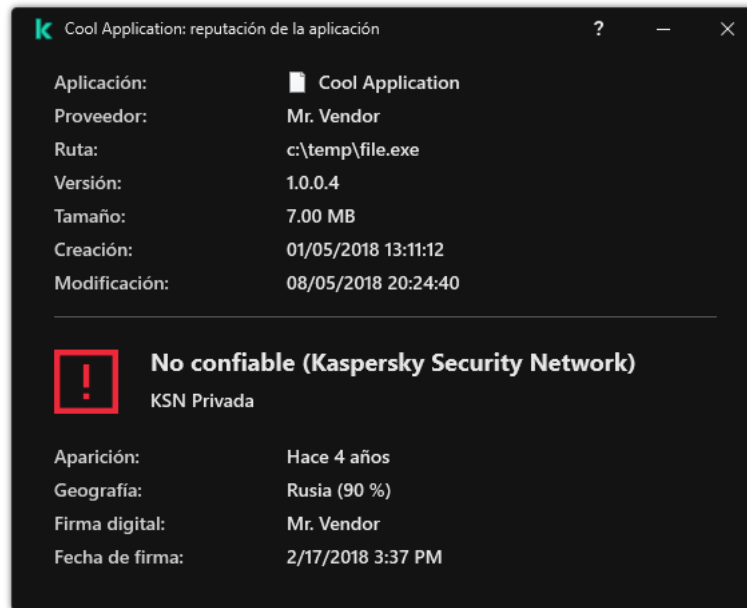 Cool Application: reputación de la aplicación ?
Aplicación: Cool Application
Proveedor: Mr. Vendor
Ruta: c:\temp\file.exe
Versión: 1.0.0.4
Tamaño: 7.00 MB
Creación: 01/05/2018 13:11:12
Modificación: 08/05/2018 20:24:40
No confiable (Kaspersky Security Network)
KSN Privada
Aparición: Hace 4 años
Geografía: Rusia (90 %)
Firma digital: Mr. Vendor
Fecha de firma: 2/17/2018 3:37 PM